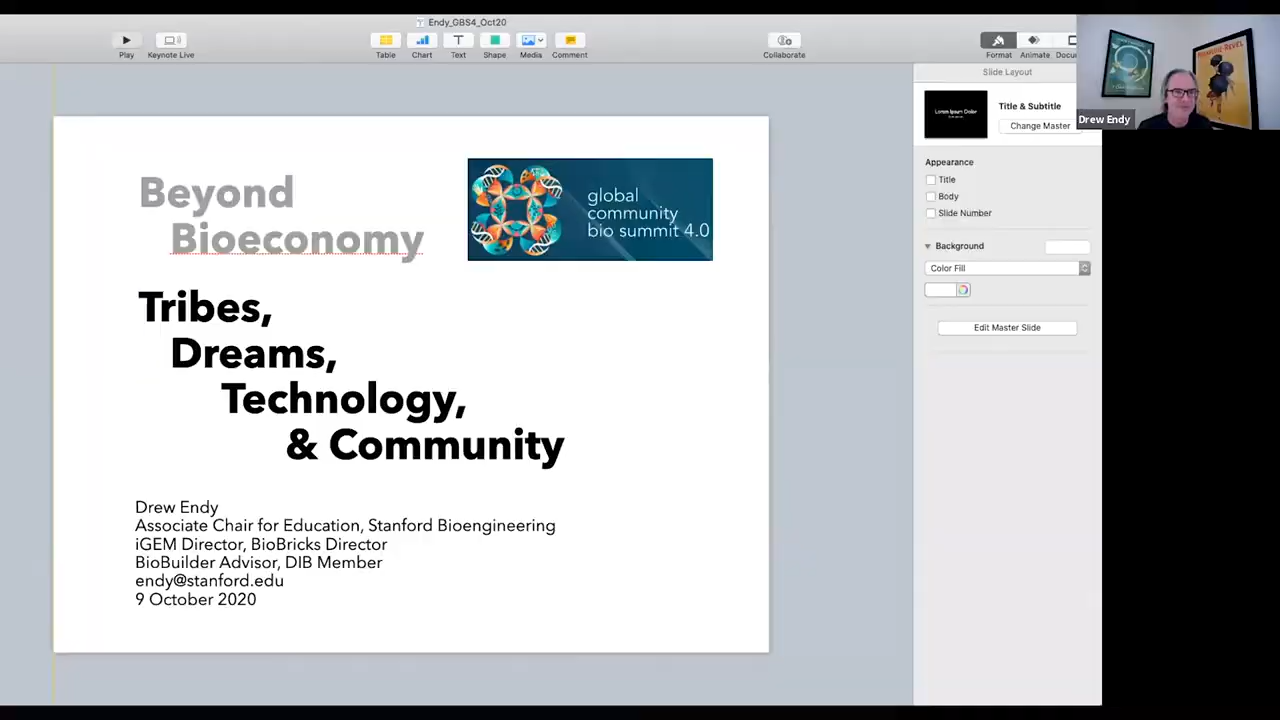 Endy_GBS4_Oct20
Play
Keynote Live
Table
Chart
Text
Shape
Media
Comment
Collaborate
Format
Animate
Slide Layout
Lorem Ipsum Dolor
Title & Subtitle
Change Master
Drew Endy
Appearance
Title
Body
Slide Number
Background
Color Fill
Edit Master Slide
Beyond
Bioeconomy
global
community
bio summit 4.0
Tribes,
Dreams,
Technology,
& Community
Drew Endy
Associate Chair for Education, Stanford Bioengineering
iGEM Director, BioBricks Director
BioBuilder Advisor, DIB Member
endy@stanford.edu
9 October 2020